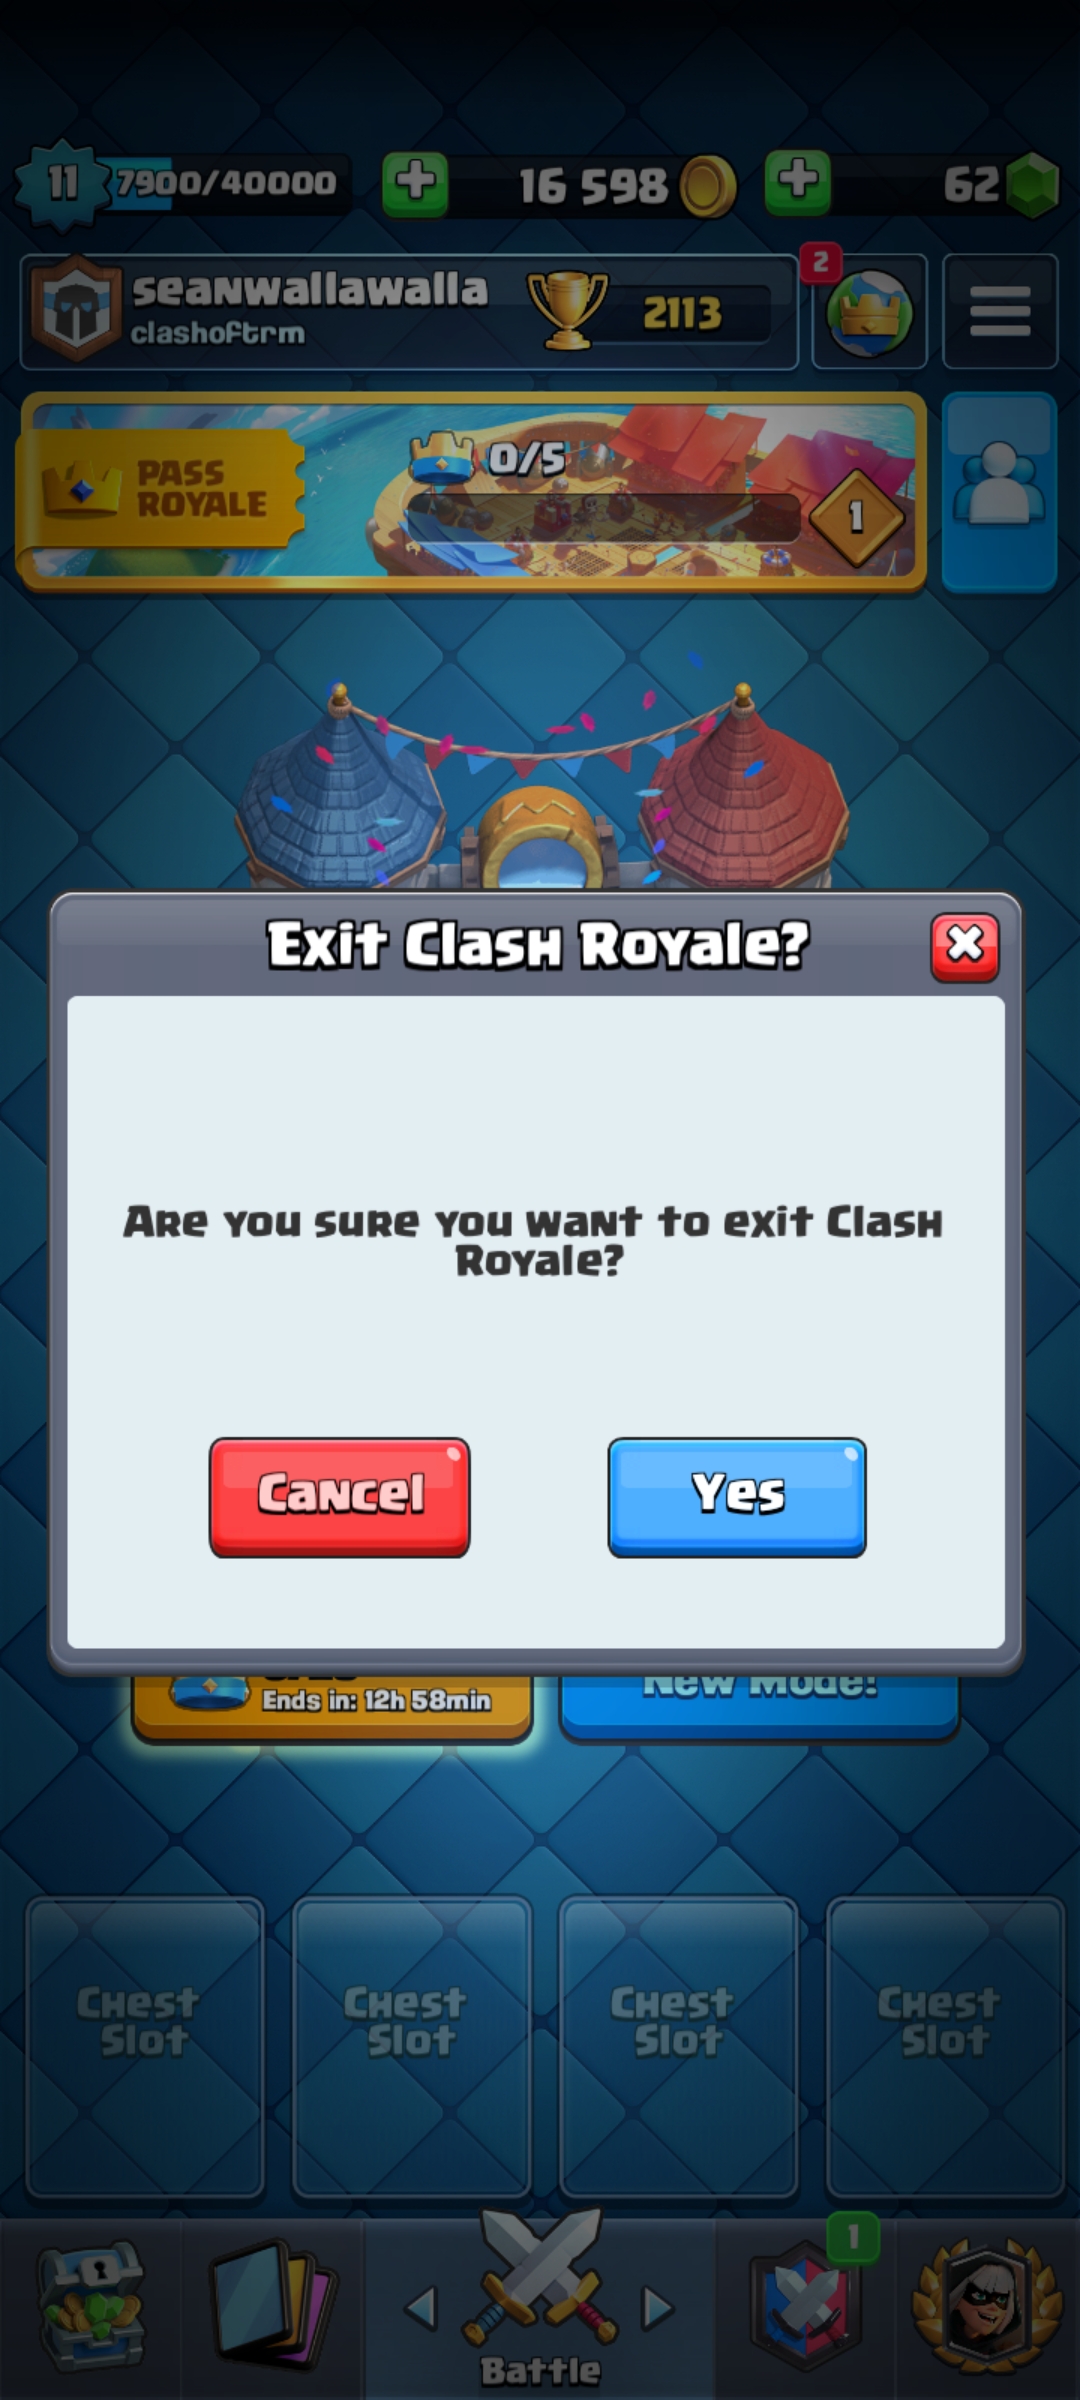 11
7900/40000
16 598
62
seanwallawalla
clashoftrm
2113
2
PASS
ROYALE
0/5
1
Exit Clash Royale?
Are you sure you want to exit Clash
Royale?
Cancel
Yes
Ends in: 12h 58min
New Mode!
Chest
Slot
Chest
Slot
Chest
Slot
Chest
Slot
1
Battle